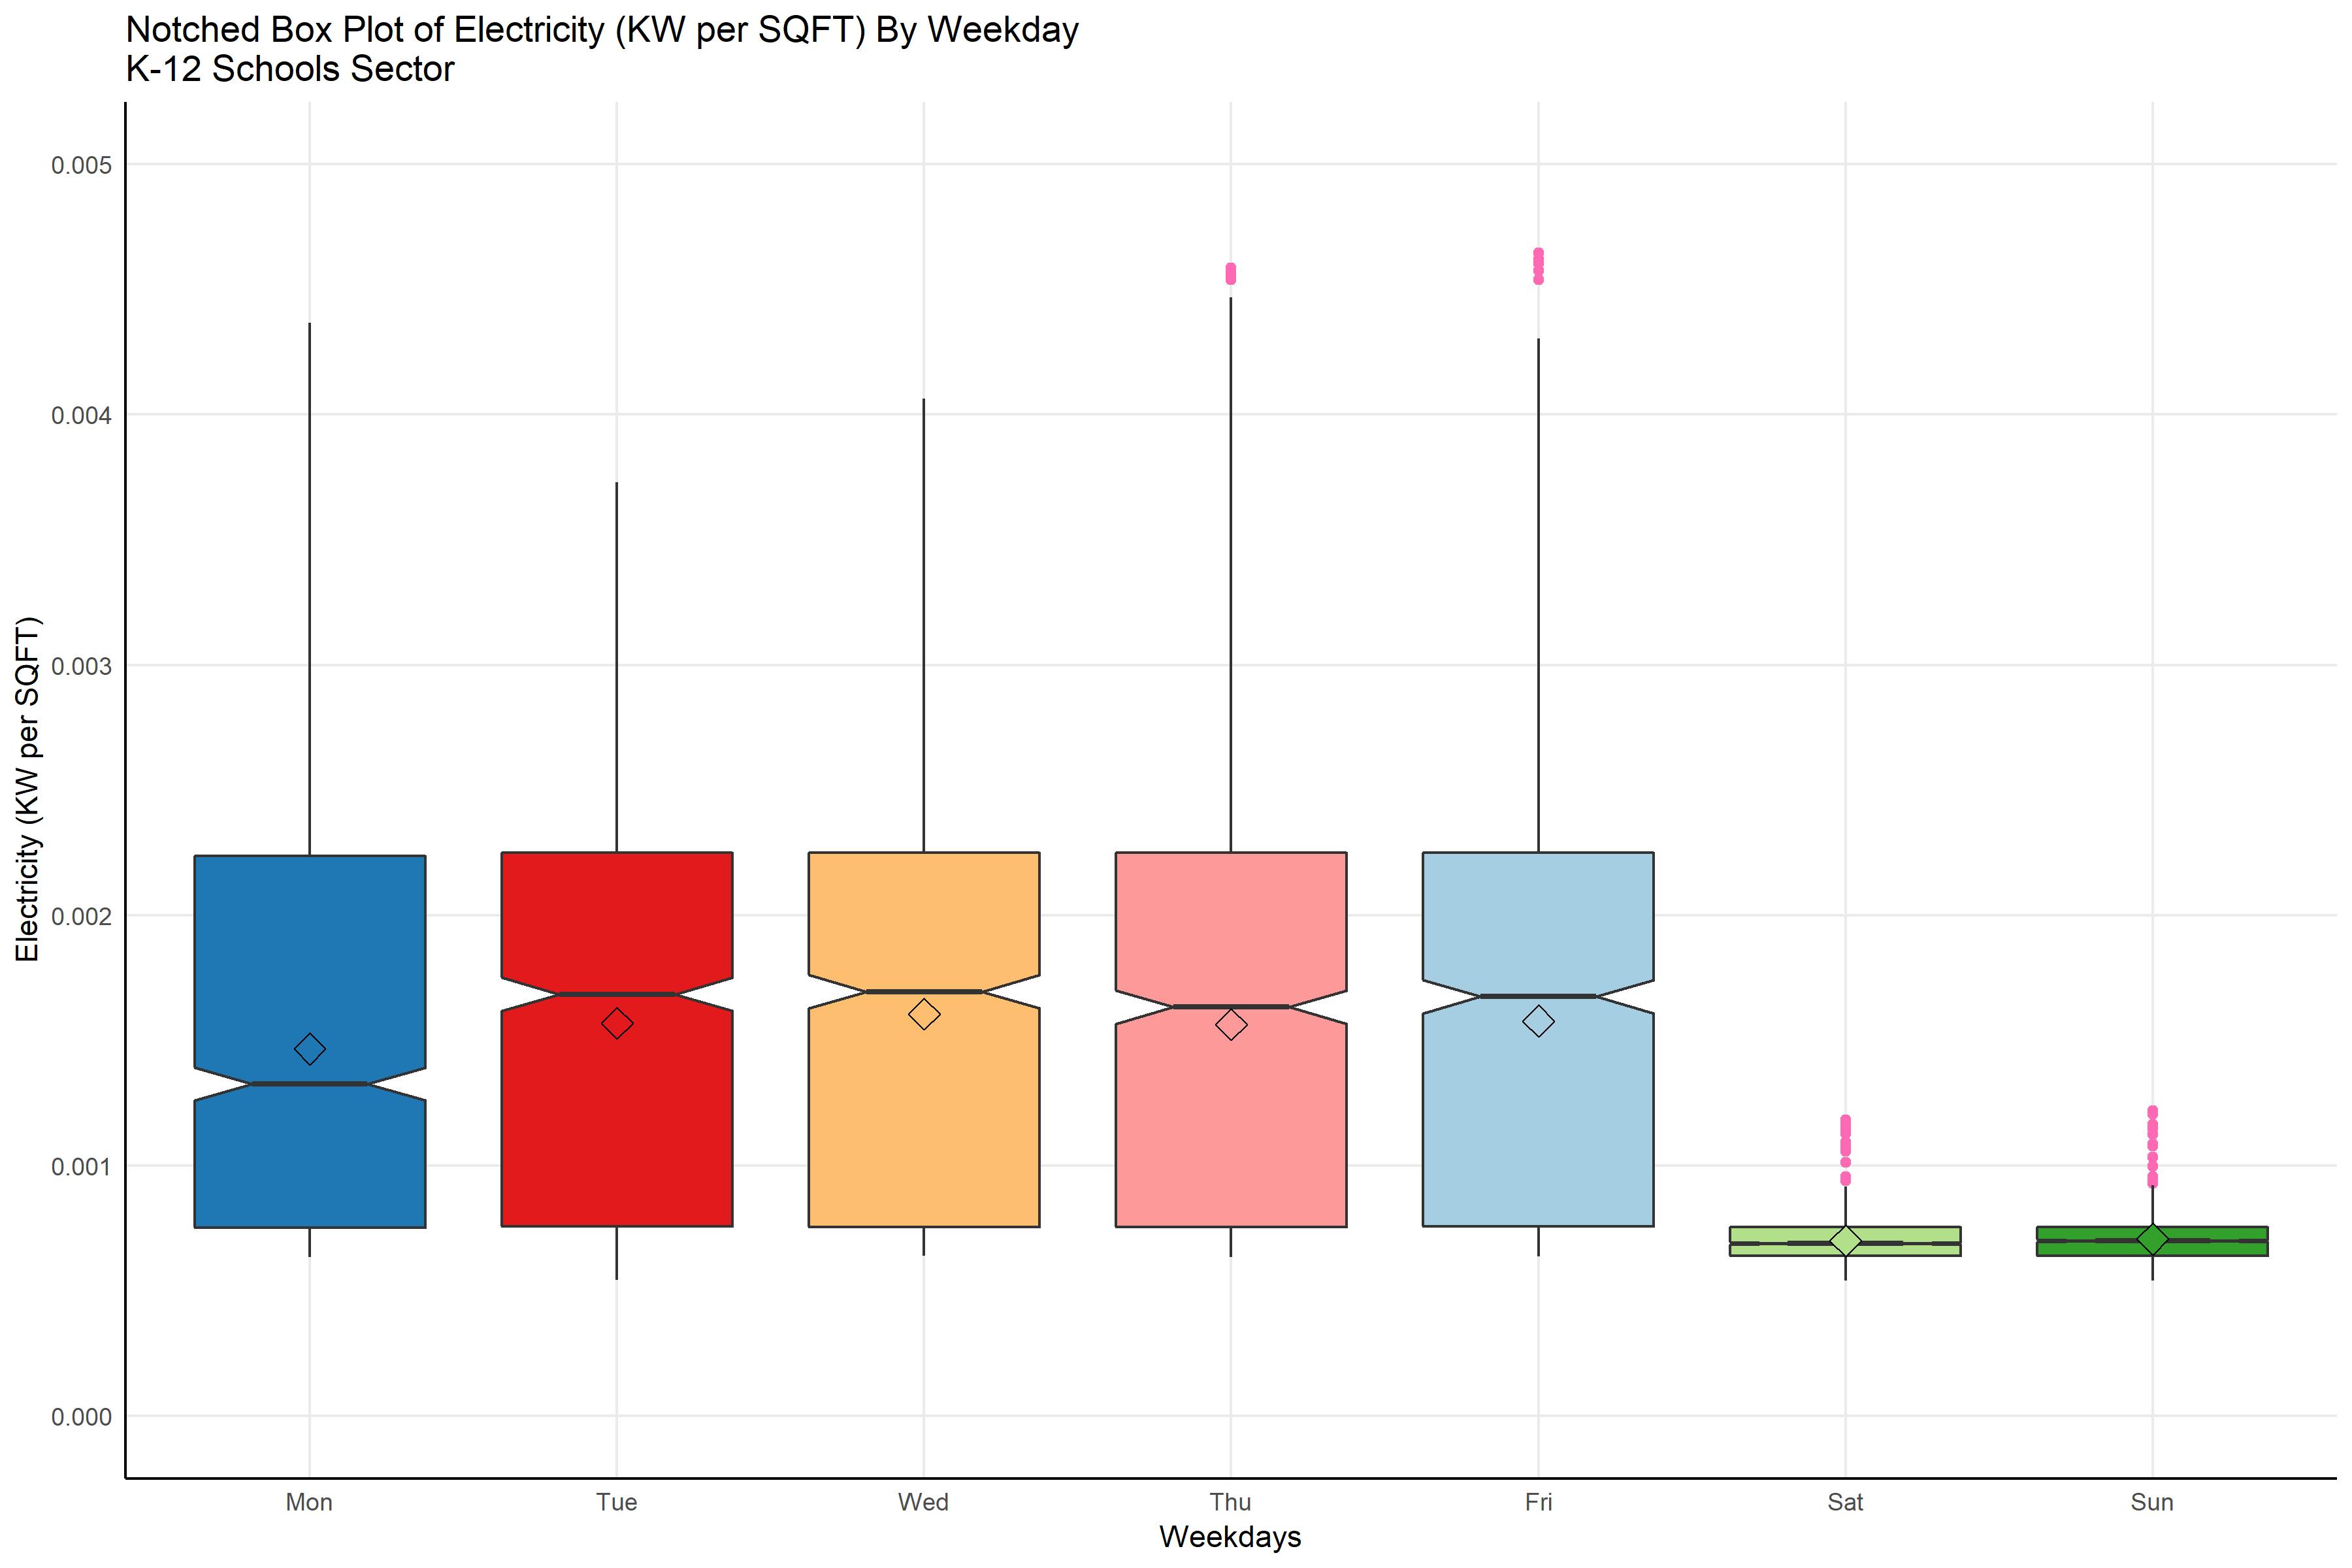 Notched Box Plot of Electricity (KW per SQFT) By Weekday
K-12 Schools Sector
Electricity (KW per SQFT)
0.005
0.004
0.003
0.002
0.001
0.000
Mon Tue Wed Thu Fri Sat Sun
Weekdays